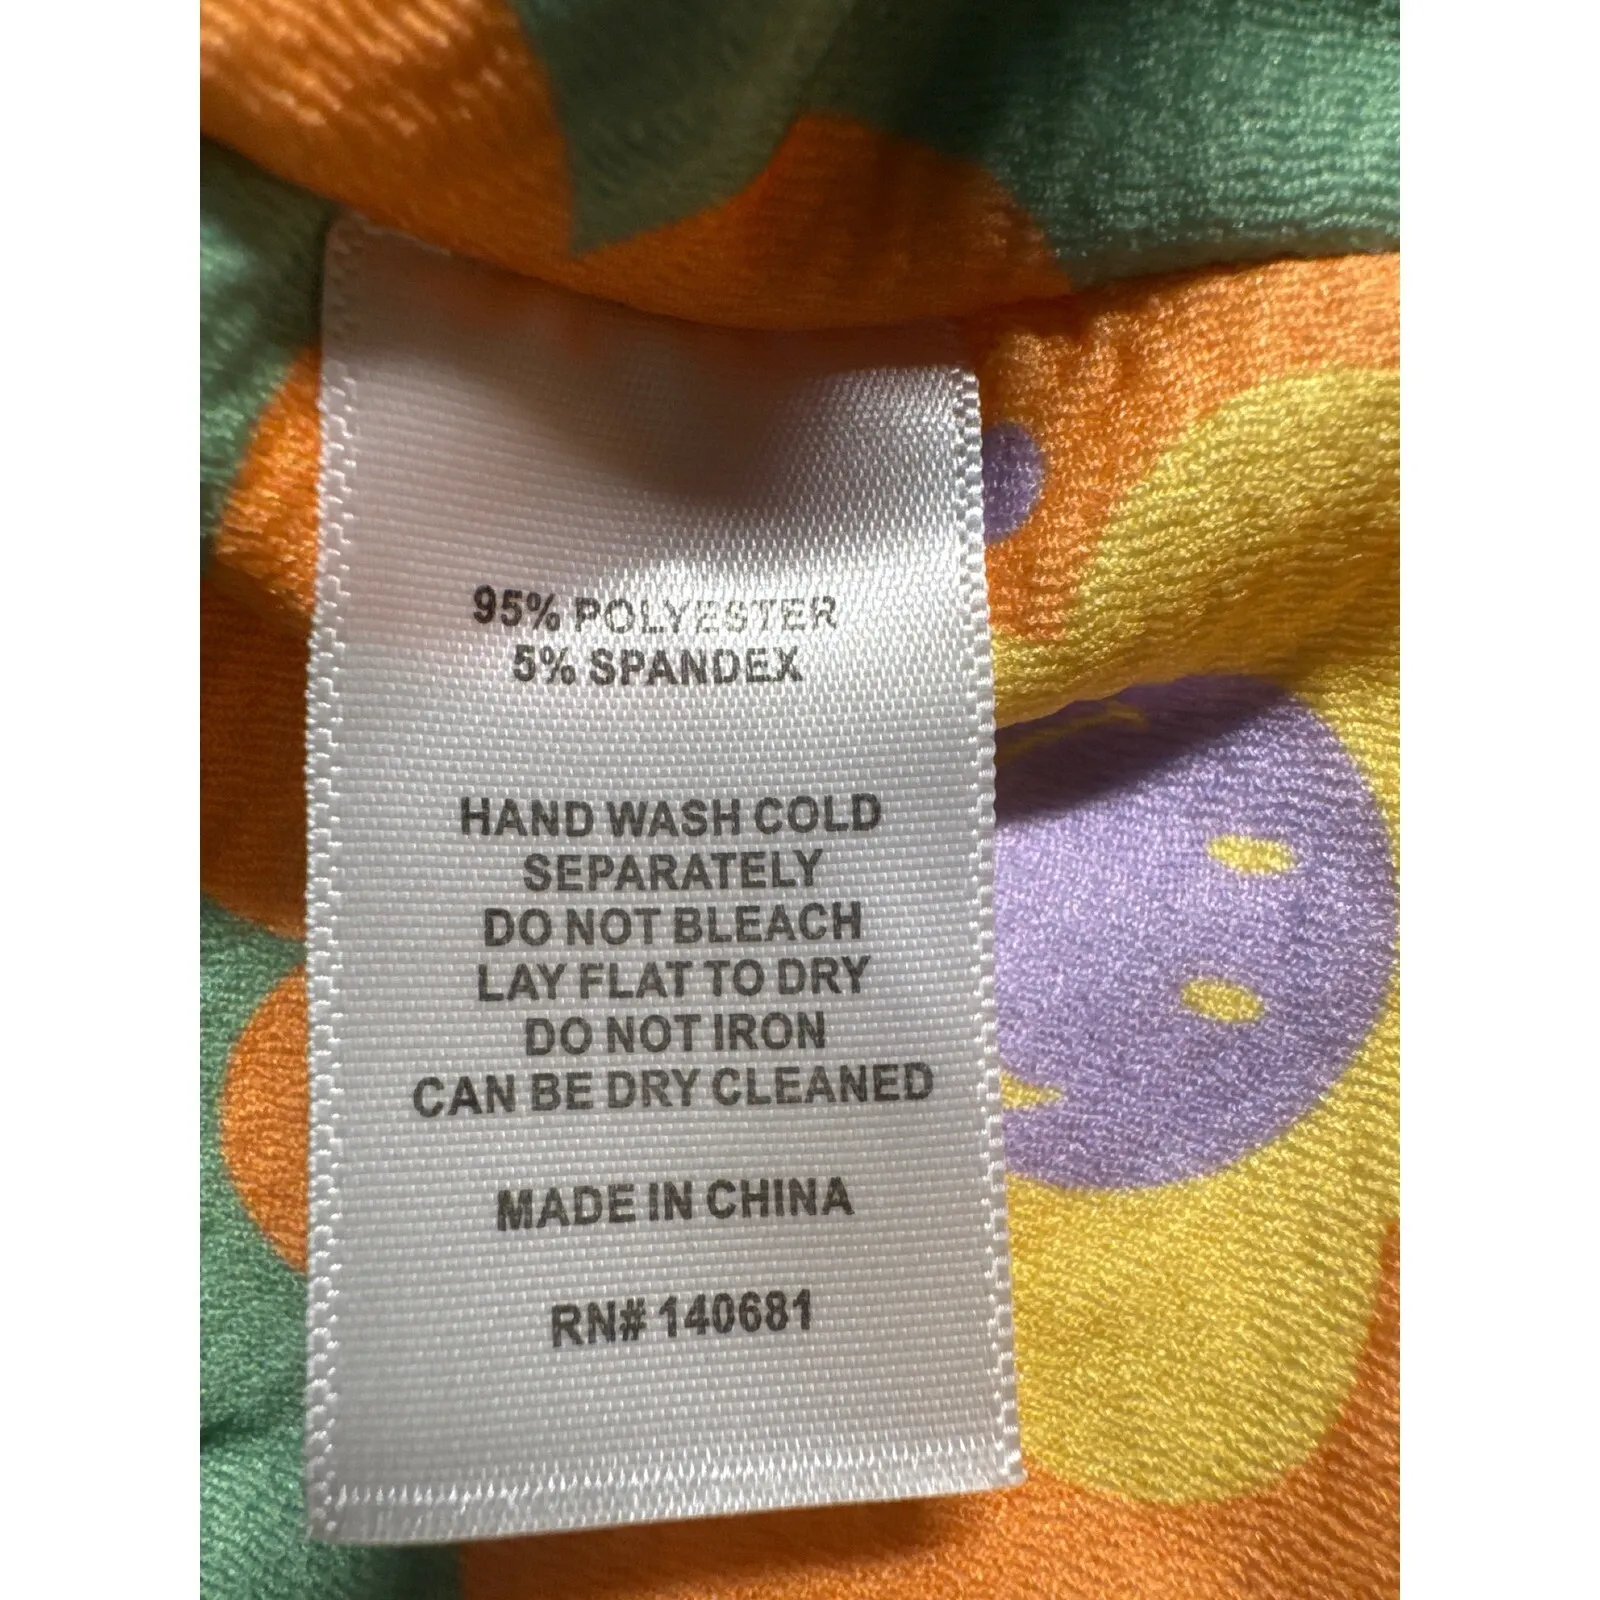 95% POLYESTER
5% SPANDEX
HAND WASH COLD
SEPARATELY
DO NOT BLEACH
LAY FLAT TO DRY
DO NOT IRON
CAN BE DRY CLEANED
MADE IN CHINA
RN# 140681